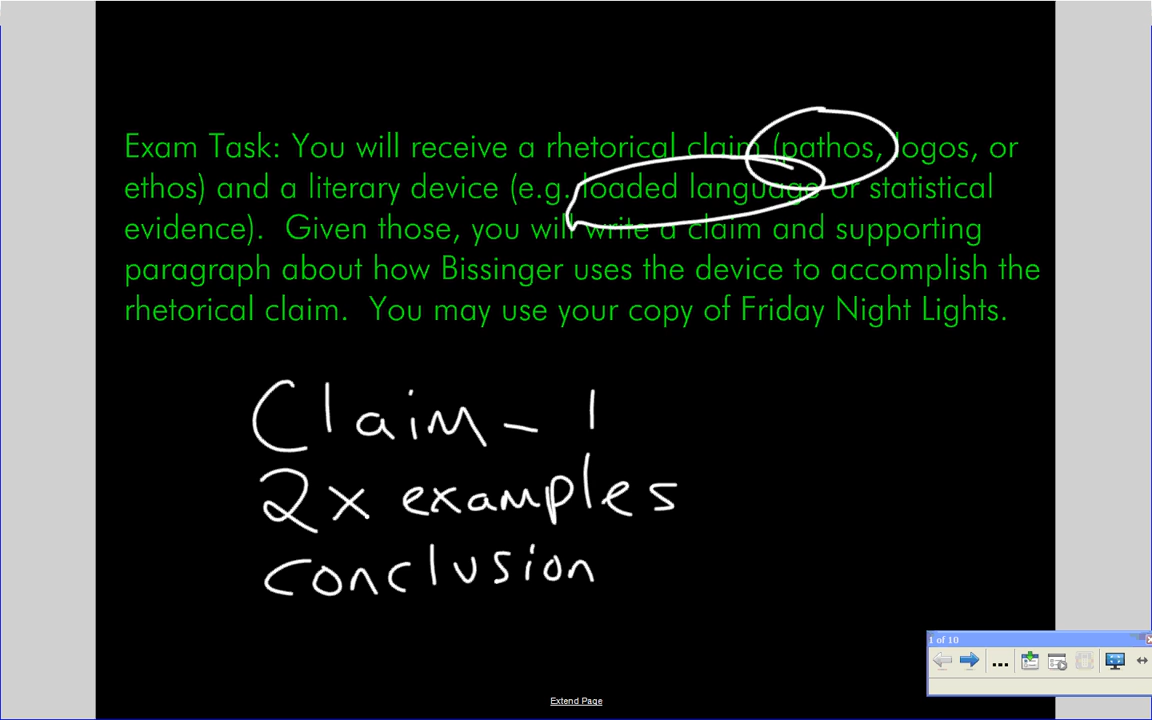 Exam Task: You will receive a rhetorical claim (pathos, logos, or
ethos) and a literary device (e.g. loaded language or statistical
evidence).  Given those, you will write a claim and supporting
paragraph about how Bissinger uses the device to accomplish the
rhetorical claim.  You may use your copy of Friday Night Lights.
Claim - 1
2x examples
conclusion
1 of 10
...
Extend Page